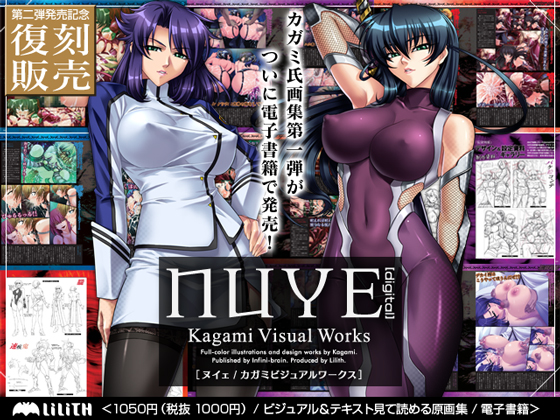 第二弾発売記念
復刻
販売
カガミ氏画集第一弾が
ついに電子書籍で発売！
NUYE [digital]
Kagami Visual Works
Full-color illustrations and design works by Kagami.
Published by Infini-brain. Produced by Lilith.
[ヌイェ / カガミビジュアルワークス]
LiLiTH <1050円(税抜 1000円) / ビジュアル&テキスト見て読める原画集 / 電子書籍>